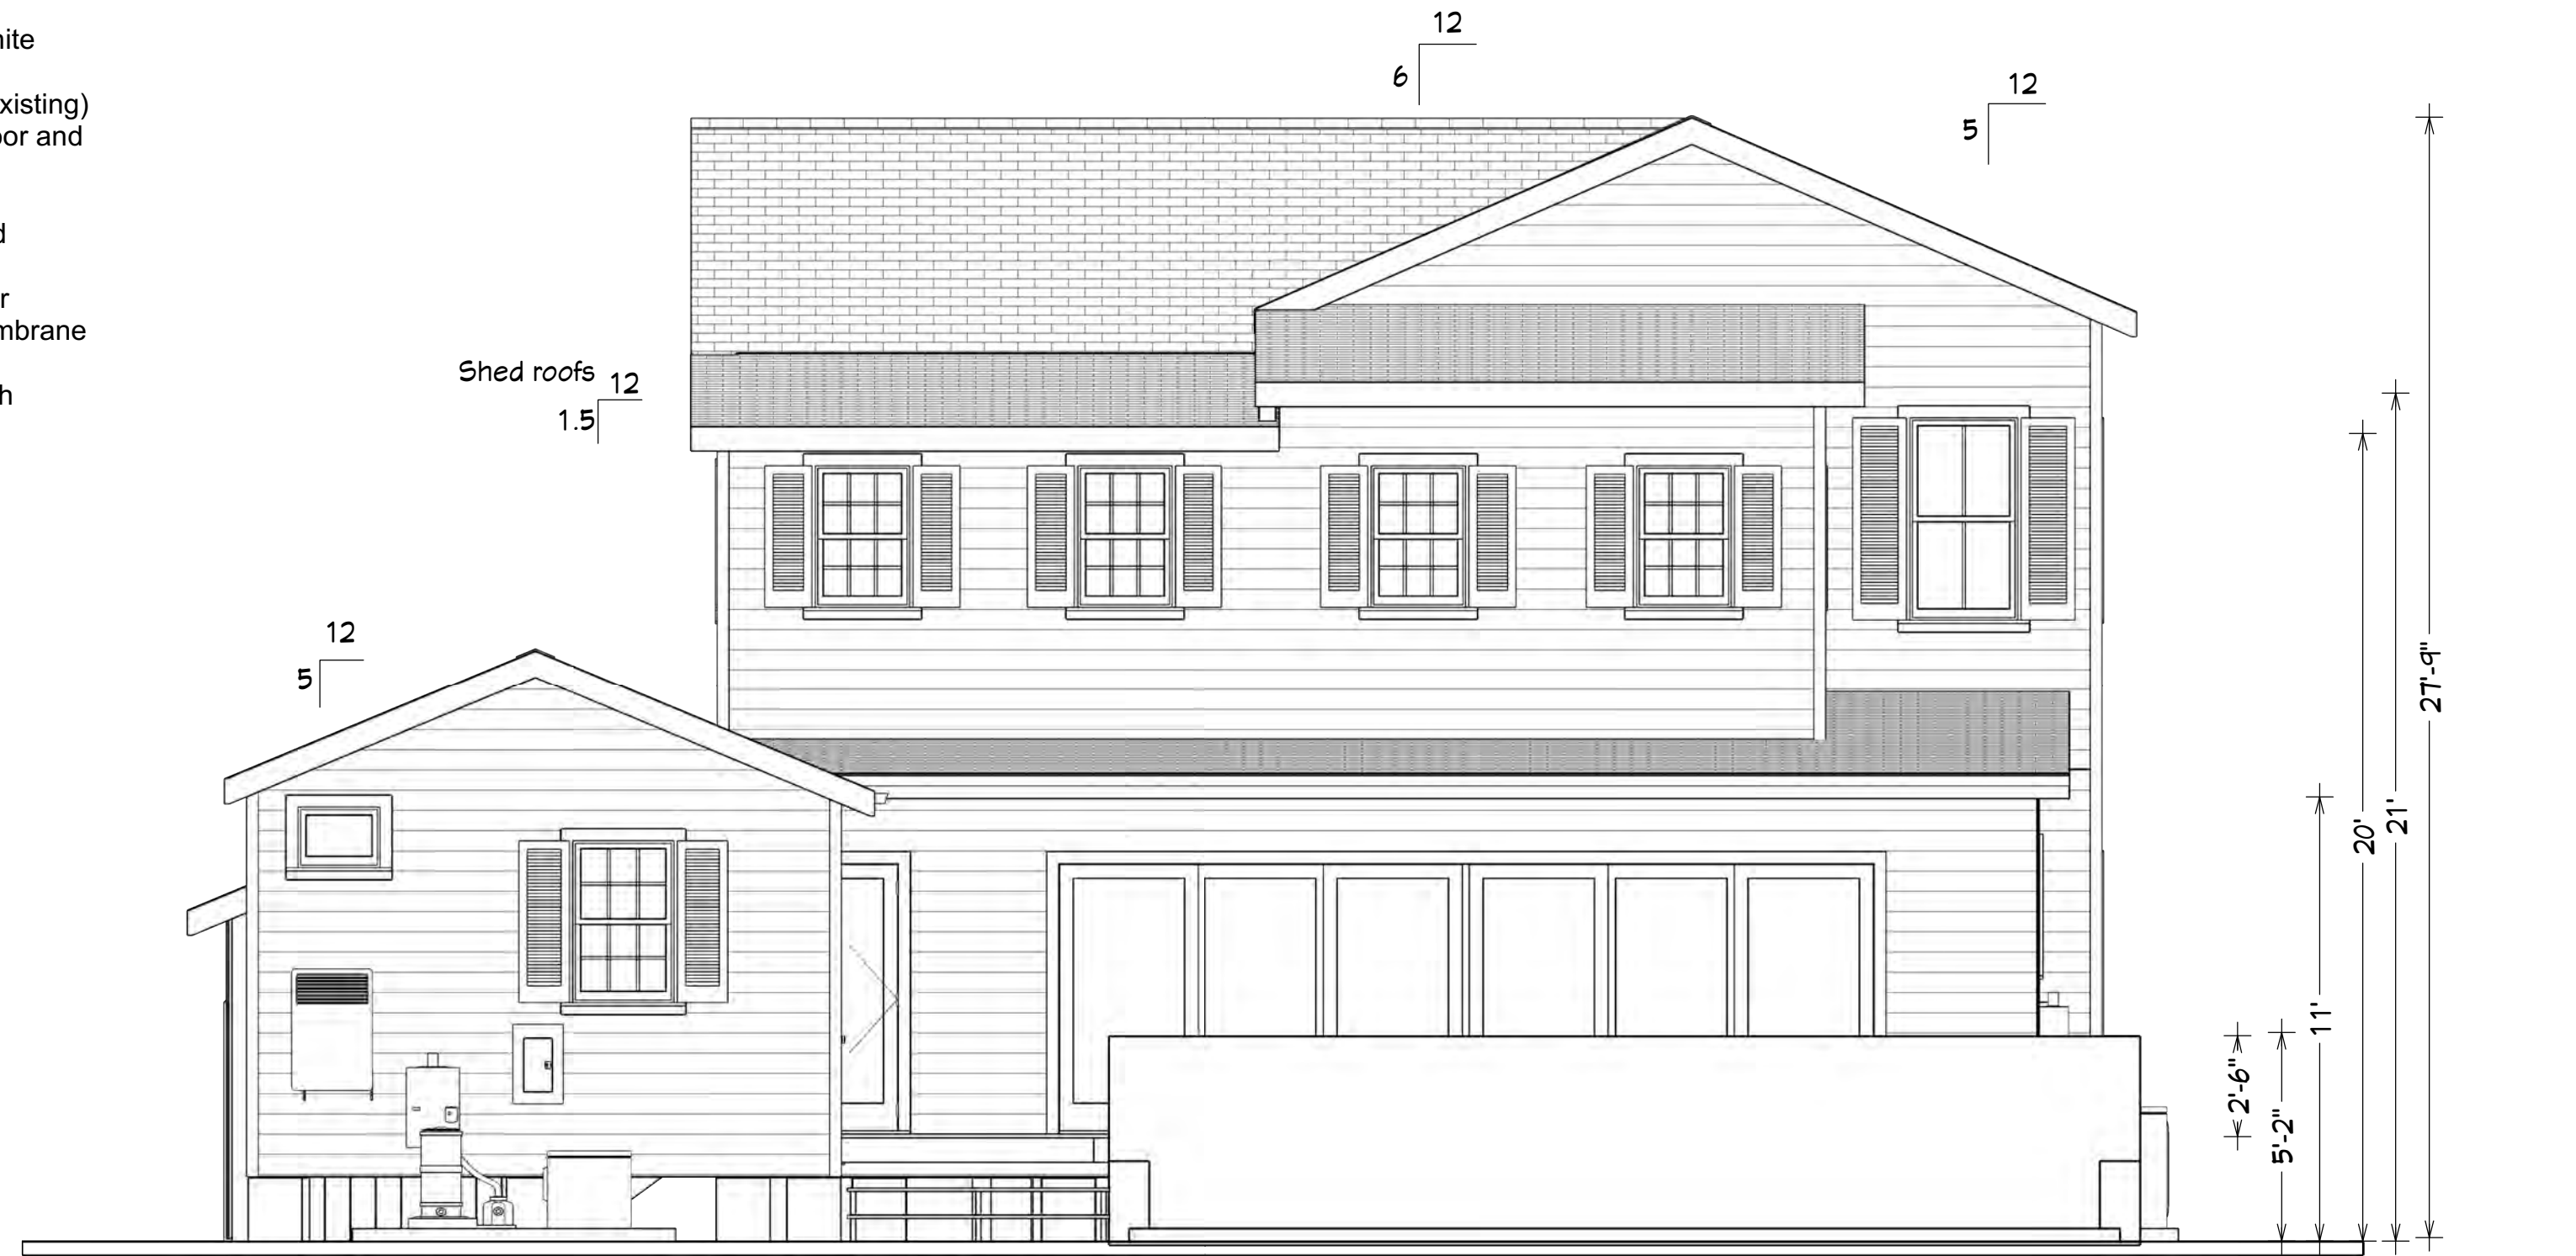 xisting)
oor and
d
r
mbrane
h
12
6
12
5
Shed roofs
12
1.5
12
5
2'-6"
5'-2"
11'
20'
21'
27'-9"